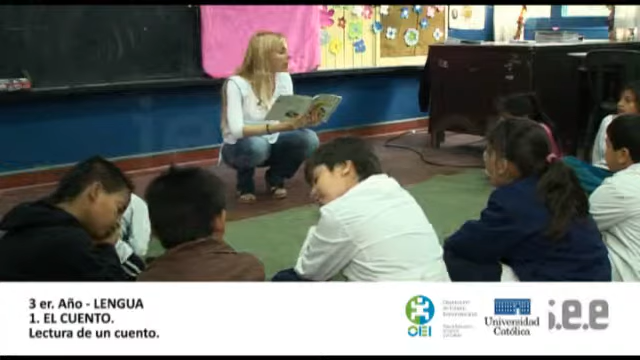 3 er. Año - LENGUA
1. EL CUENTO.
Lectura de un cuento.
OEI
Universidad
Católica
i.e.e